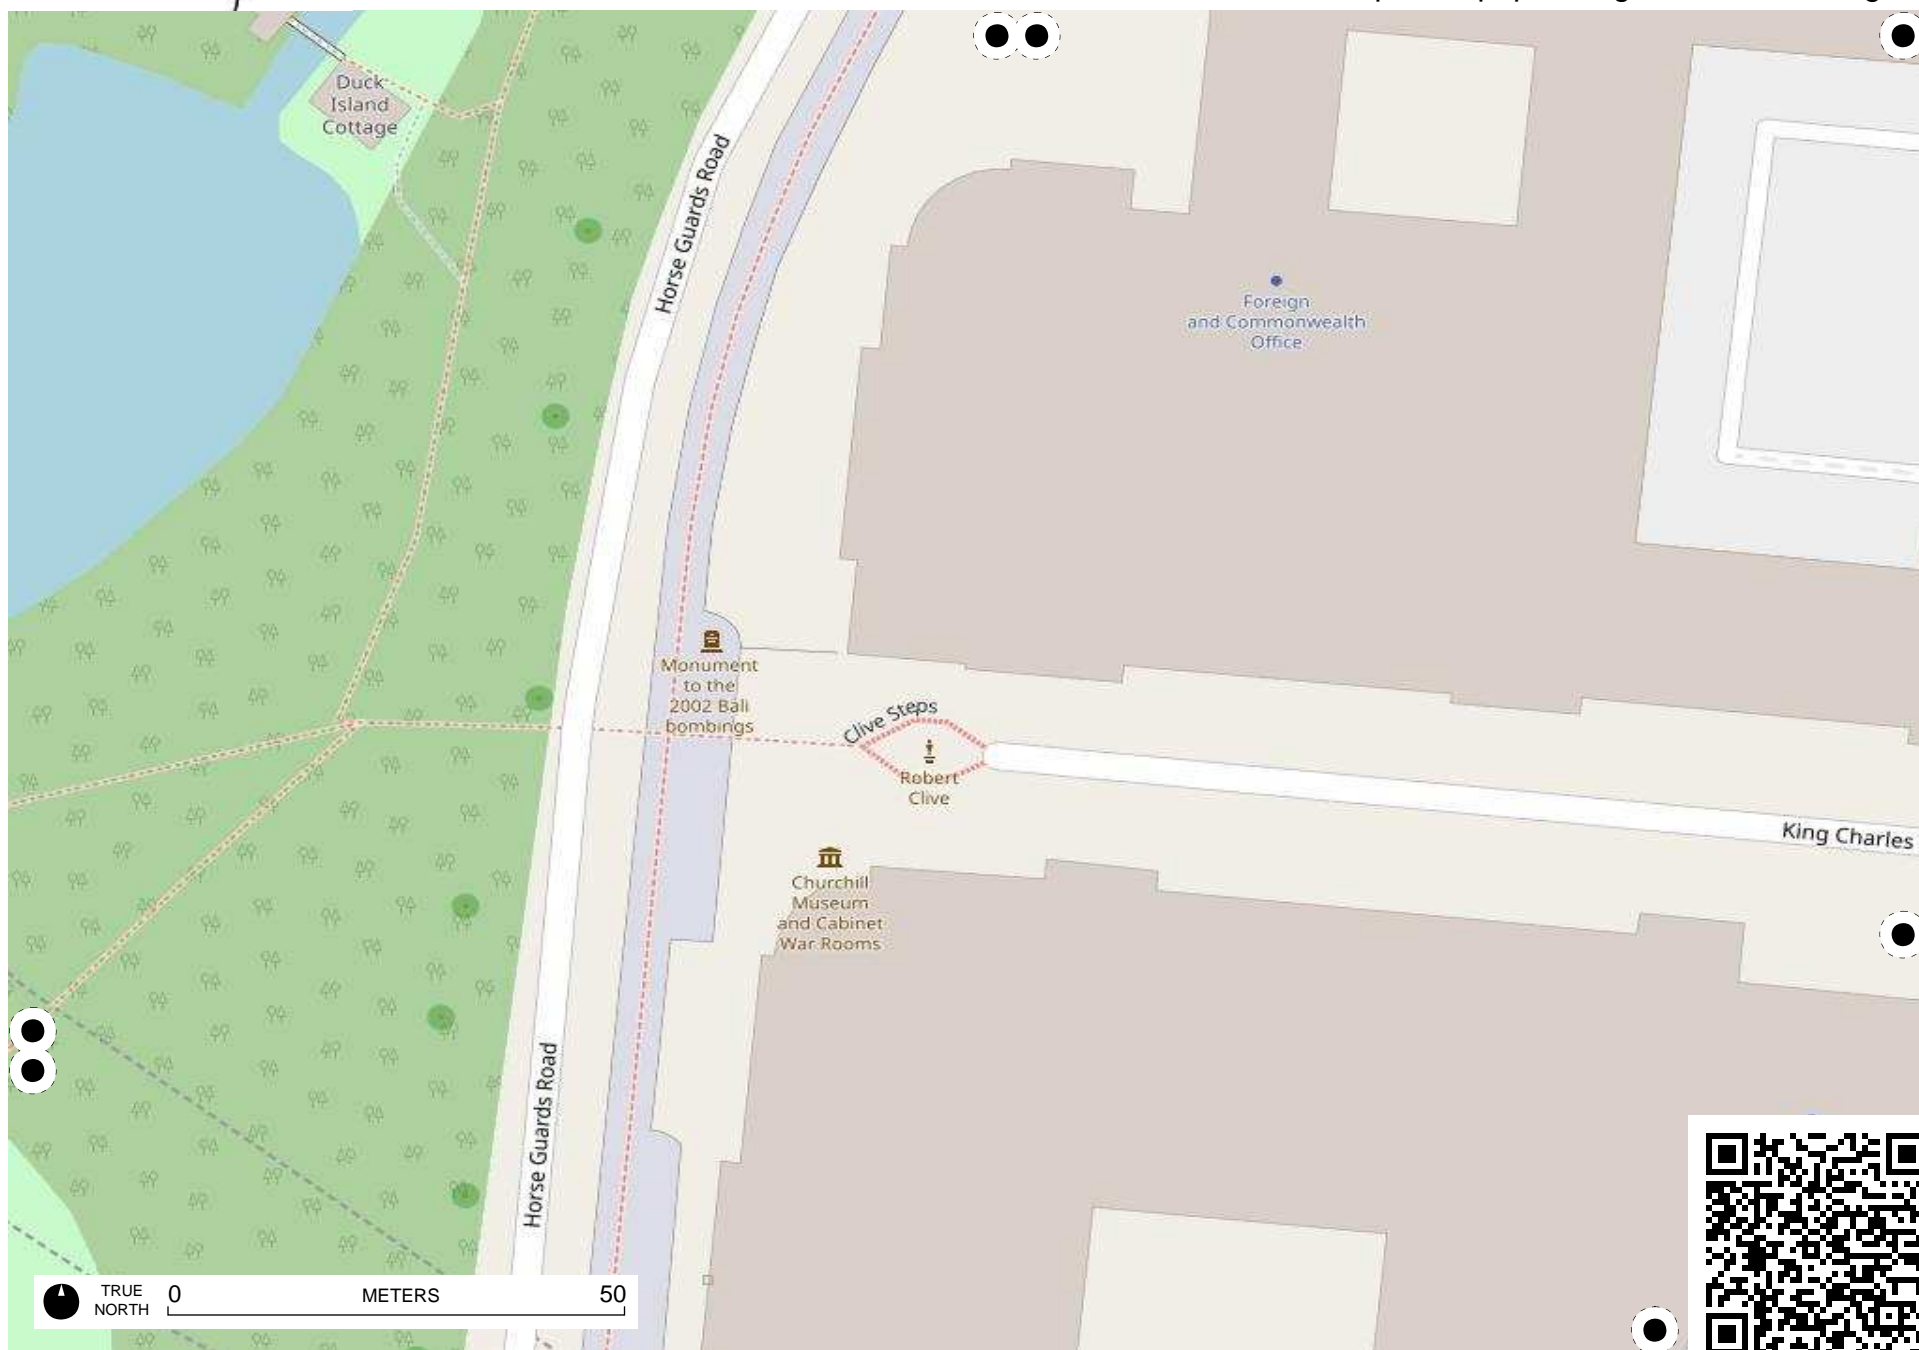 Duck
Island
Cottage
Horse Guards Road
Foreign
and Commonwealth
Office
Monument
to the
2002 Bali
bombings
Clive Steps
Robert
Clive
King Charles
Churchill
Museum
and Cabinet
War Rooms
Horse Guards Road
TRUE
NORTH
0
METERS
50